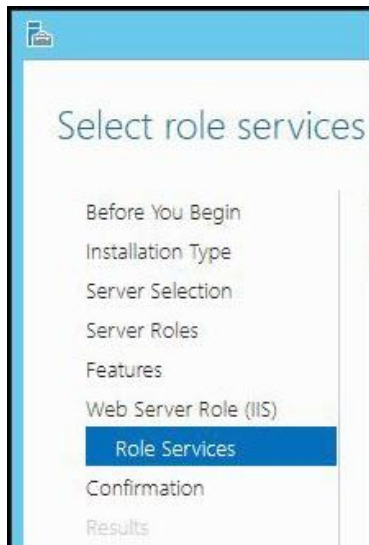 Select role services
Before You Begin
Installation Type
Server Selection
Server Roles
Features
Web Server Role (IIS)
Role Services
Confirmation
Results